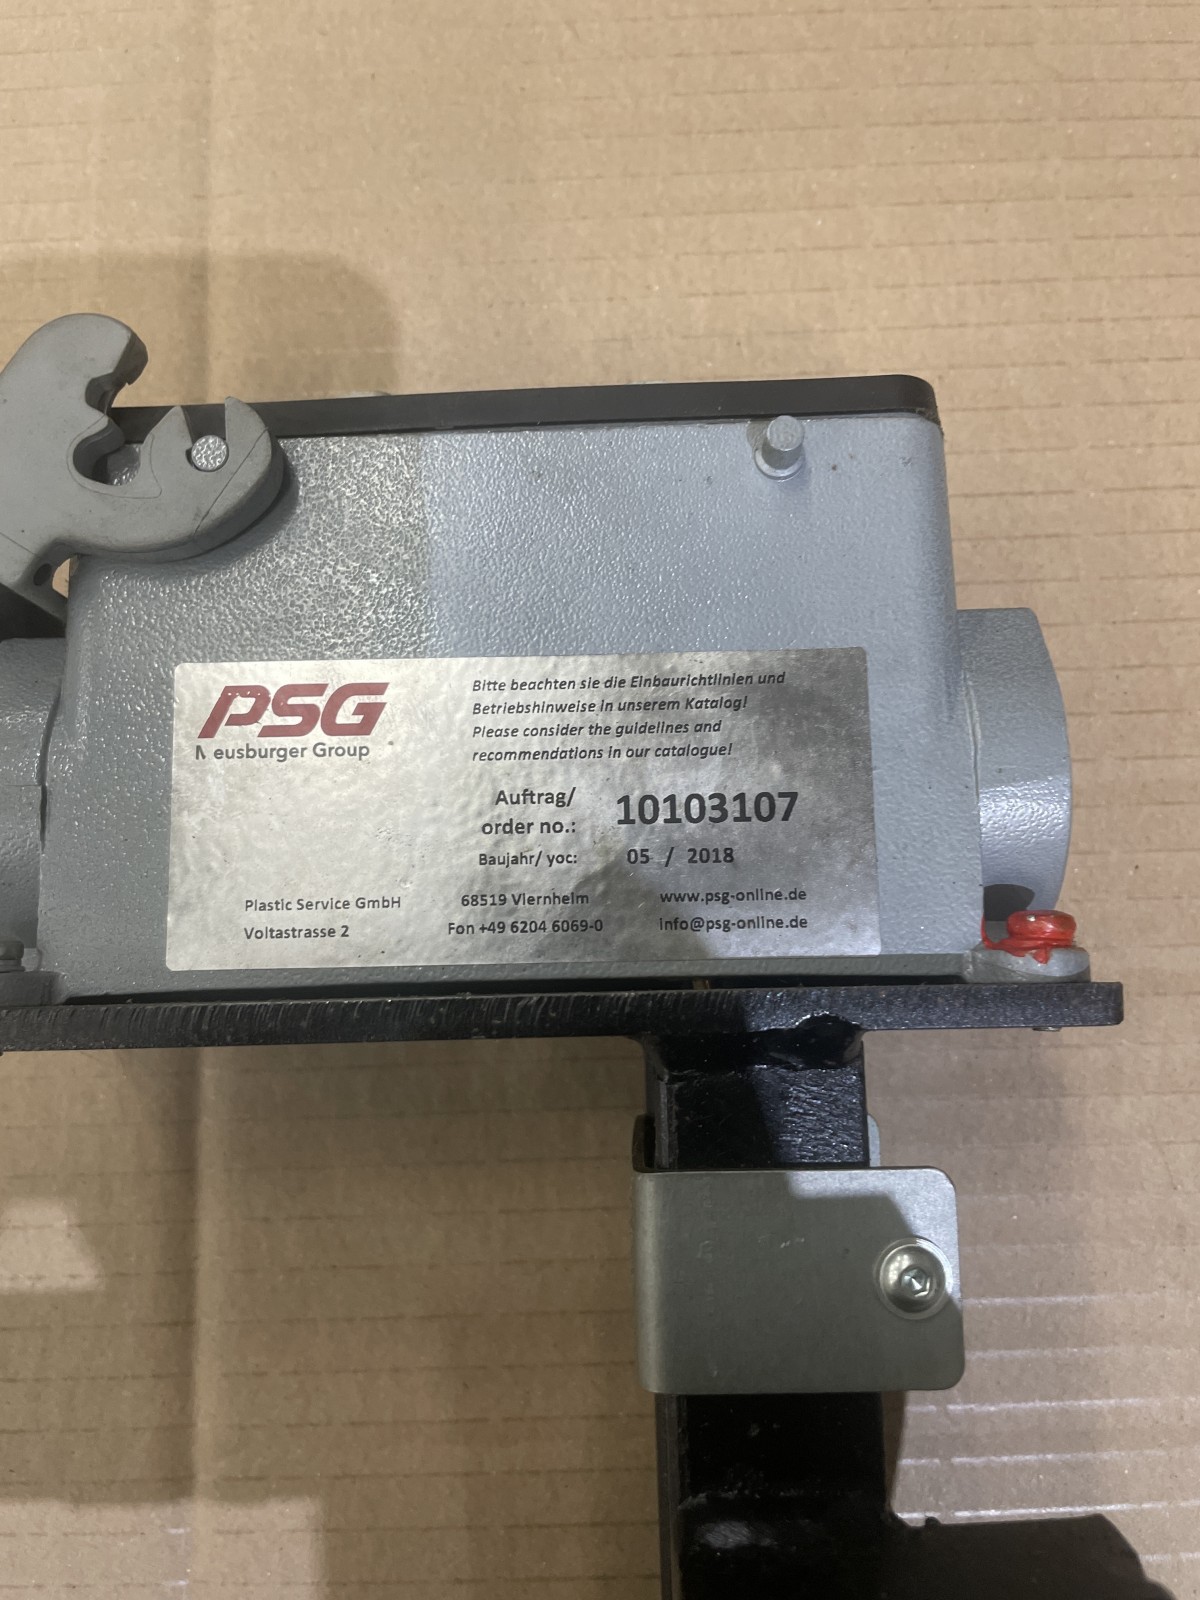 PSG
Neusburger Group
Bitte beachten sie die Einbaurichtlinien und
Betriebshinweise in unserem Katalog!
Please consider the guidelines and
recommendations in our catalogue!
Auftrag/
order no.: 10103107
Baujahr/ yoc: 05 / 2018
Plastic Service GmbH 68519 Viernheim www.psg-online.de
Voltastrasse 2 Fon +49 6204 6069-0 info@psg-online.de